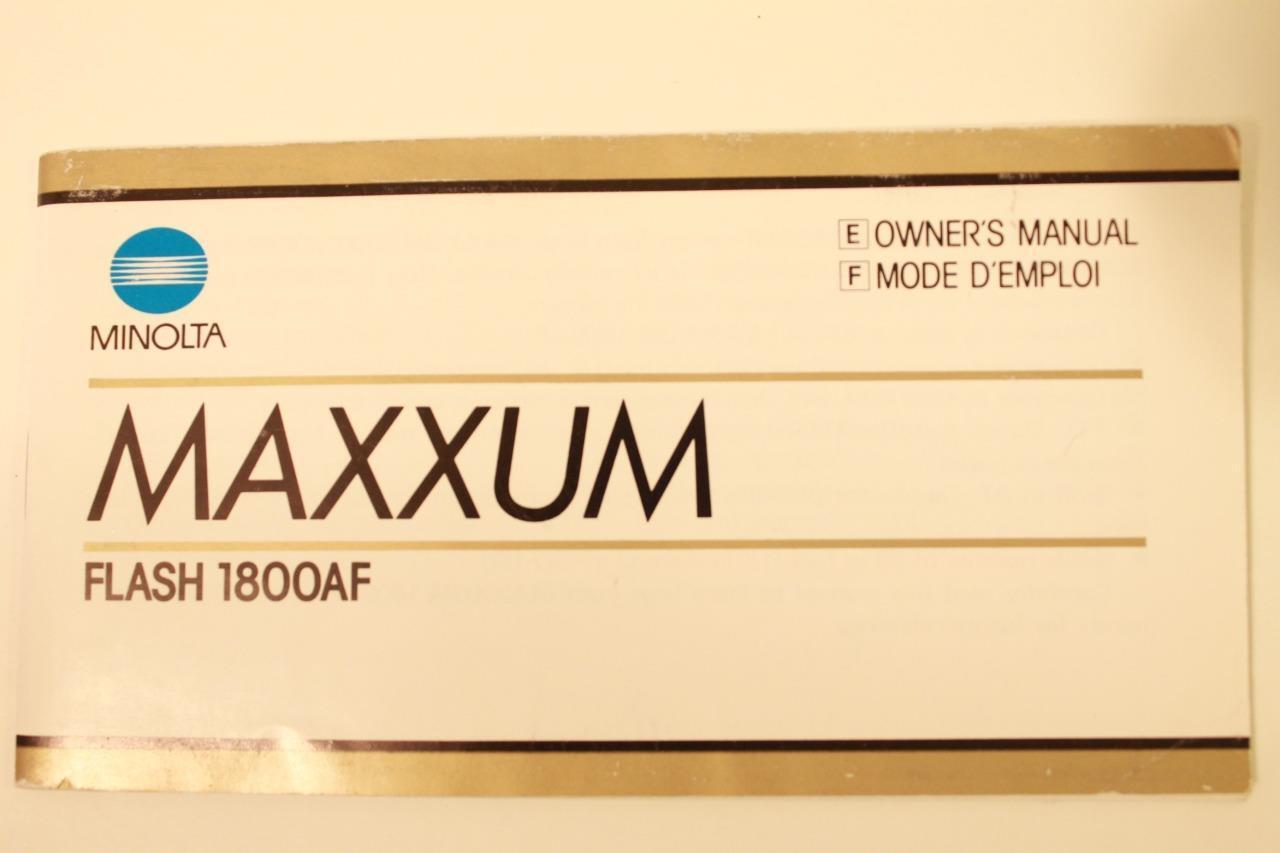 MINOLTA
E OWNER'S MANUAL
F MODE D'EMPLOI
MAXXUM
FLASH 1800AF